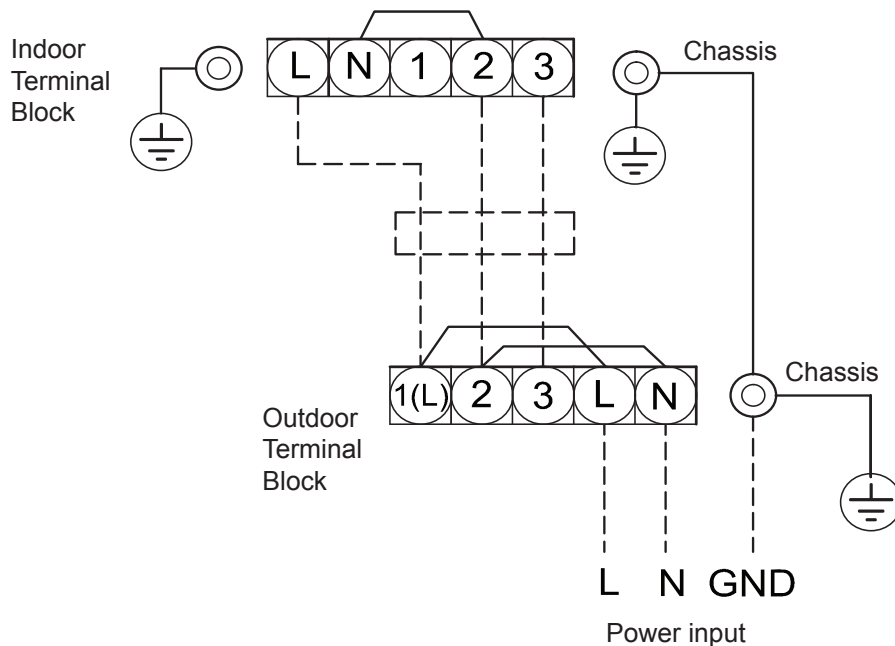 Indoor
Terminal
Block
L N 1 2 3
Chassis
Outdoor
Terminal
Block
1(L) 2 3 L N
Chassis
L N GND
Power input